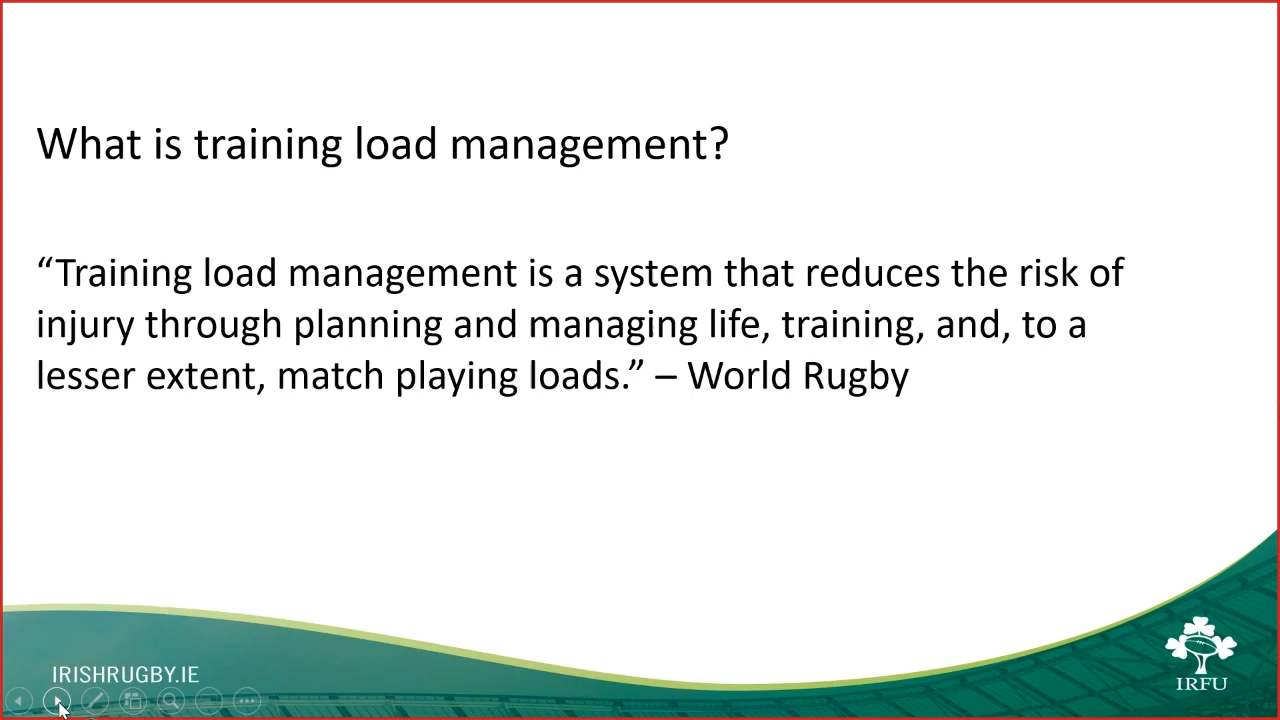 What is training load management?
“Training load management is a system that reduces the risk of
injury through planning and managing life, training, and, to a
lesser extent, match playing loads.” – World Rugby
IRISHRUGBY.IE
IRFU